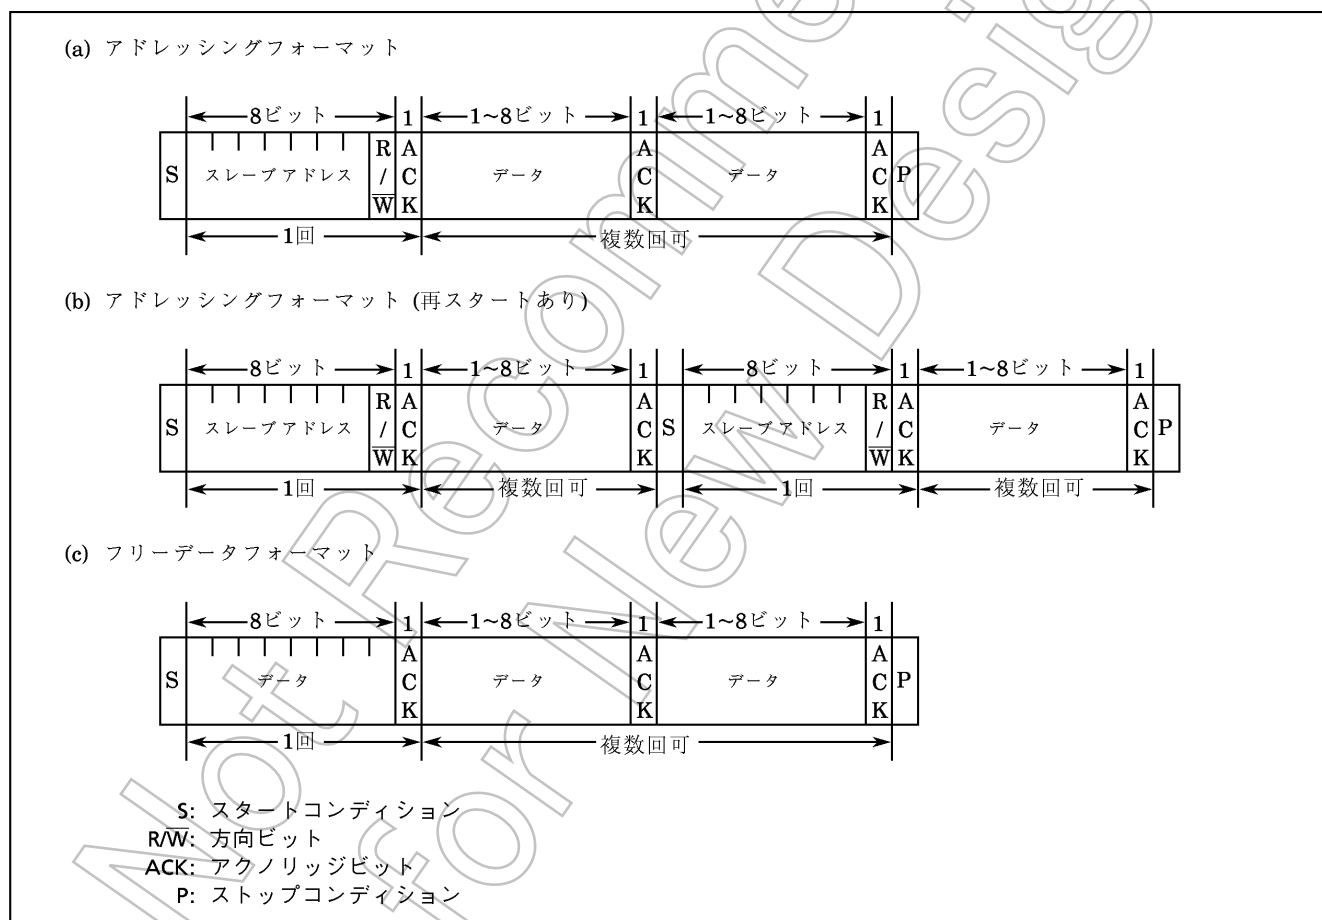 (a) アドレッシングフォーマット
8ビット 1 1~8ビット 1 1~8ビット 1
S スレーブ アドレス R/W̅ ACK データ ACK データ ACK P
1回 複数回可
(b) アドレッシングフォーマット (再スタートあり)
8ビット 1 1~8ビット 1 8ビット 1 1~8ビット 1
S スレーブ アドレス R/W̅ ACK データ ACK S スレーブ アドレス R/W̅ ACK データ ACK P
1回 複数回可 1回 複数回可
(c) フリーデータフォーマット
8ビット 1 1~8ビット 1 1~8ビット 1
S データ ACK データ ACK データ ACK P
1回 複数回可
S: スタートコンディション
R/W̅: 方向ビット
ACK: アクノリッジビット
P: ストップコンディション
Not Recomme
for New Desig